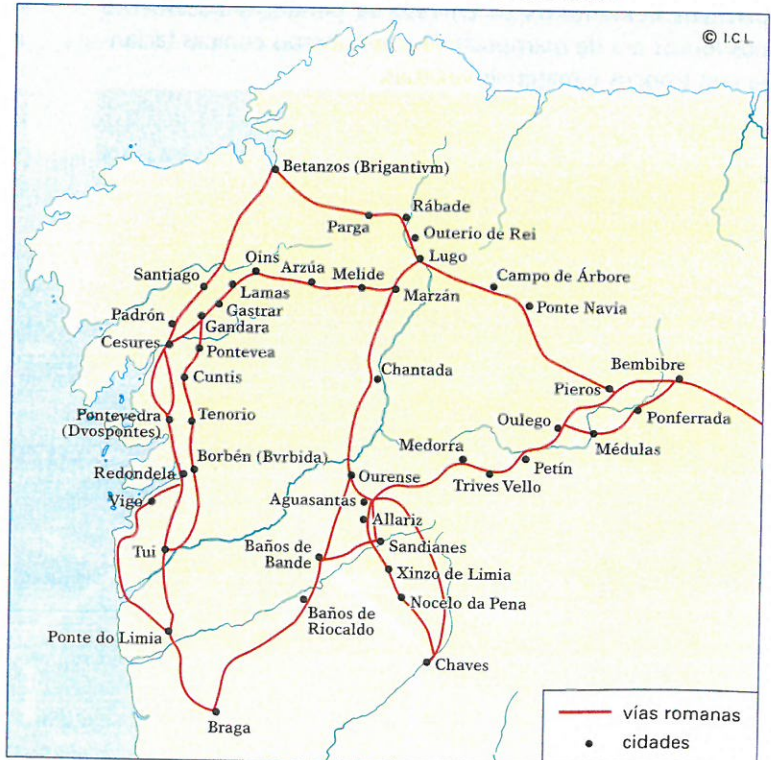 © I.C.L.
Betanzos (Brigantivm)
Rábade
Parga
Outerio de Rei
Lugo
Oins
Arzúa
Melide
Santiago
Lamas
Marzán
Campo de Árbore
Gastrar
Ponte Navia
Padrón
Gandara
Cesures
Pontevea
Cuntis
Chantada
Bembibre
Pieros
Pontevedra
(Dvospontes)
Tenorio
Oulego
Ponferrada
Médulas
Borbén (Bvrbida)
Medorra
Redondela
Ourense
Trives Vello
Petín
Vigo
Aguasantas
Allariz
Tui
Baños de
Bande
Sandianes
Xinzo de Limia
Nocelo da Pena
Baños de
Riocaldo
Ponte do Limia
Chaves
Braga
vías romanas
cidades